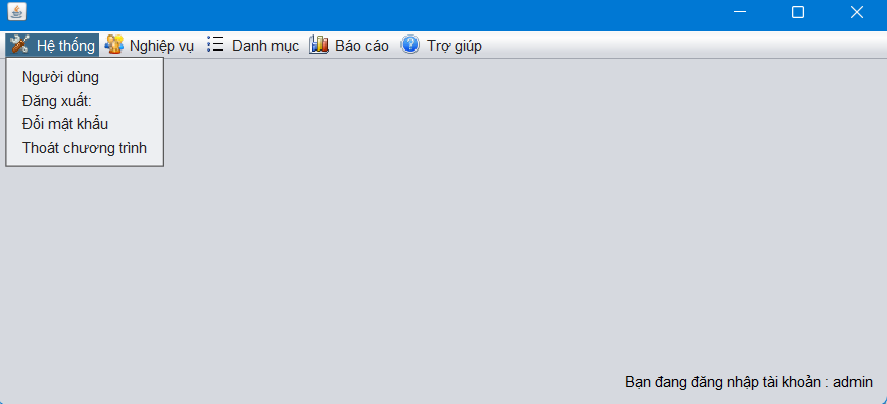 Hệ thống Nghiệp vụ Danh mục Báo cáo Trợ giúp
Người dùng
Đăng xuất:
Đổi mật khẩu
Thoát chương trình
Bạn đang đăng nhập tài khoản : admin